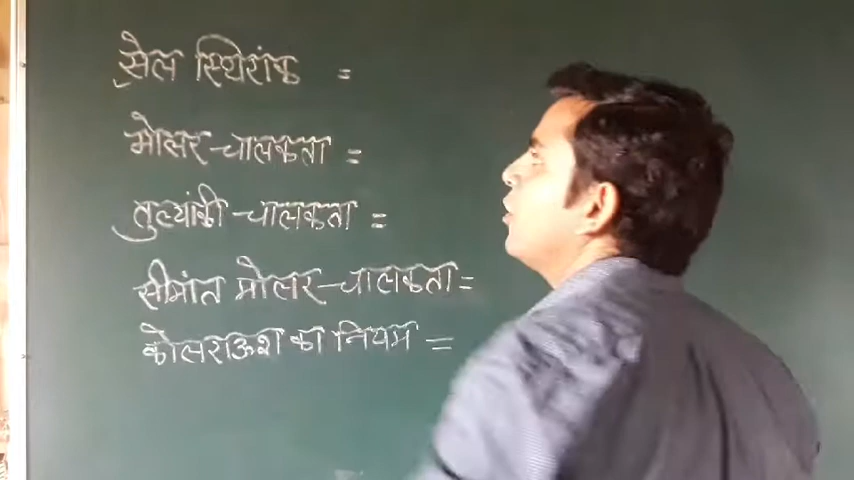 सेल स्थिरांक =
मोलर-चालकता =
तुल्यांकी-चालकता =
सीमांत मोलर-चालकता =
कोलराऊश का नियम =